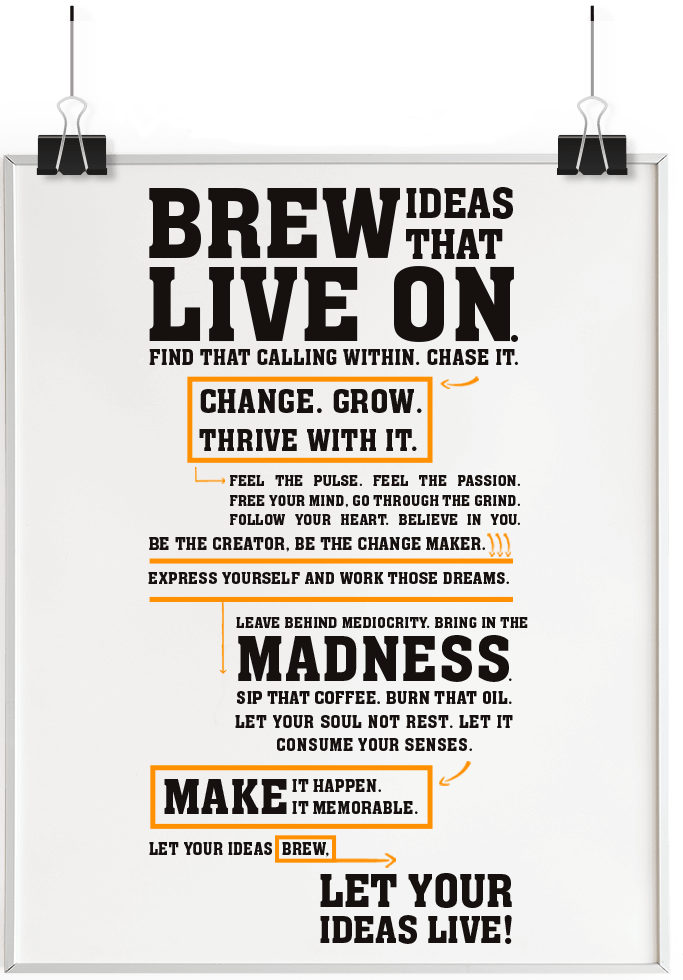 BREW IDEAS
THAT
LIVE ON.
FIND THAT CALLING WITHIN. CHASE IT.
CHANGE. GROW.
THRIVE WITH IT.
FEEL THE PULSE. FEEL THE PASSION.
FREE YOUR MIND, GO THROUGH THE GRIND.
FOLLOW YOUR HEART. BELIEVE IN YOU.
BE THE CREATOR, BE THE CHANGE MAKER.
EXPRESS YOURSELF AND WORK THOSE DREAMS.
LEAVE BEHIND MEDIOCRITY. BRING IN THE
MADNESS.
SIP THAT COFFEE. BURN THAT OIL.
LET YOUR SOUL NOT REST. LET IT
CONSUME YOUR SENSES.
MAKE IT HAPPEN.
IT MEMORABLE.
LET YOUR IDEAS BREW,
LET YOUR
IDEAS LIVE!